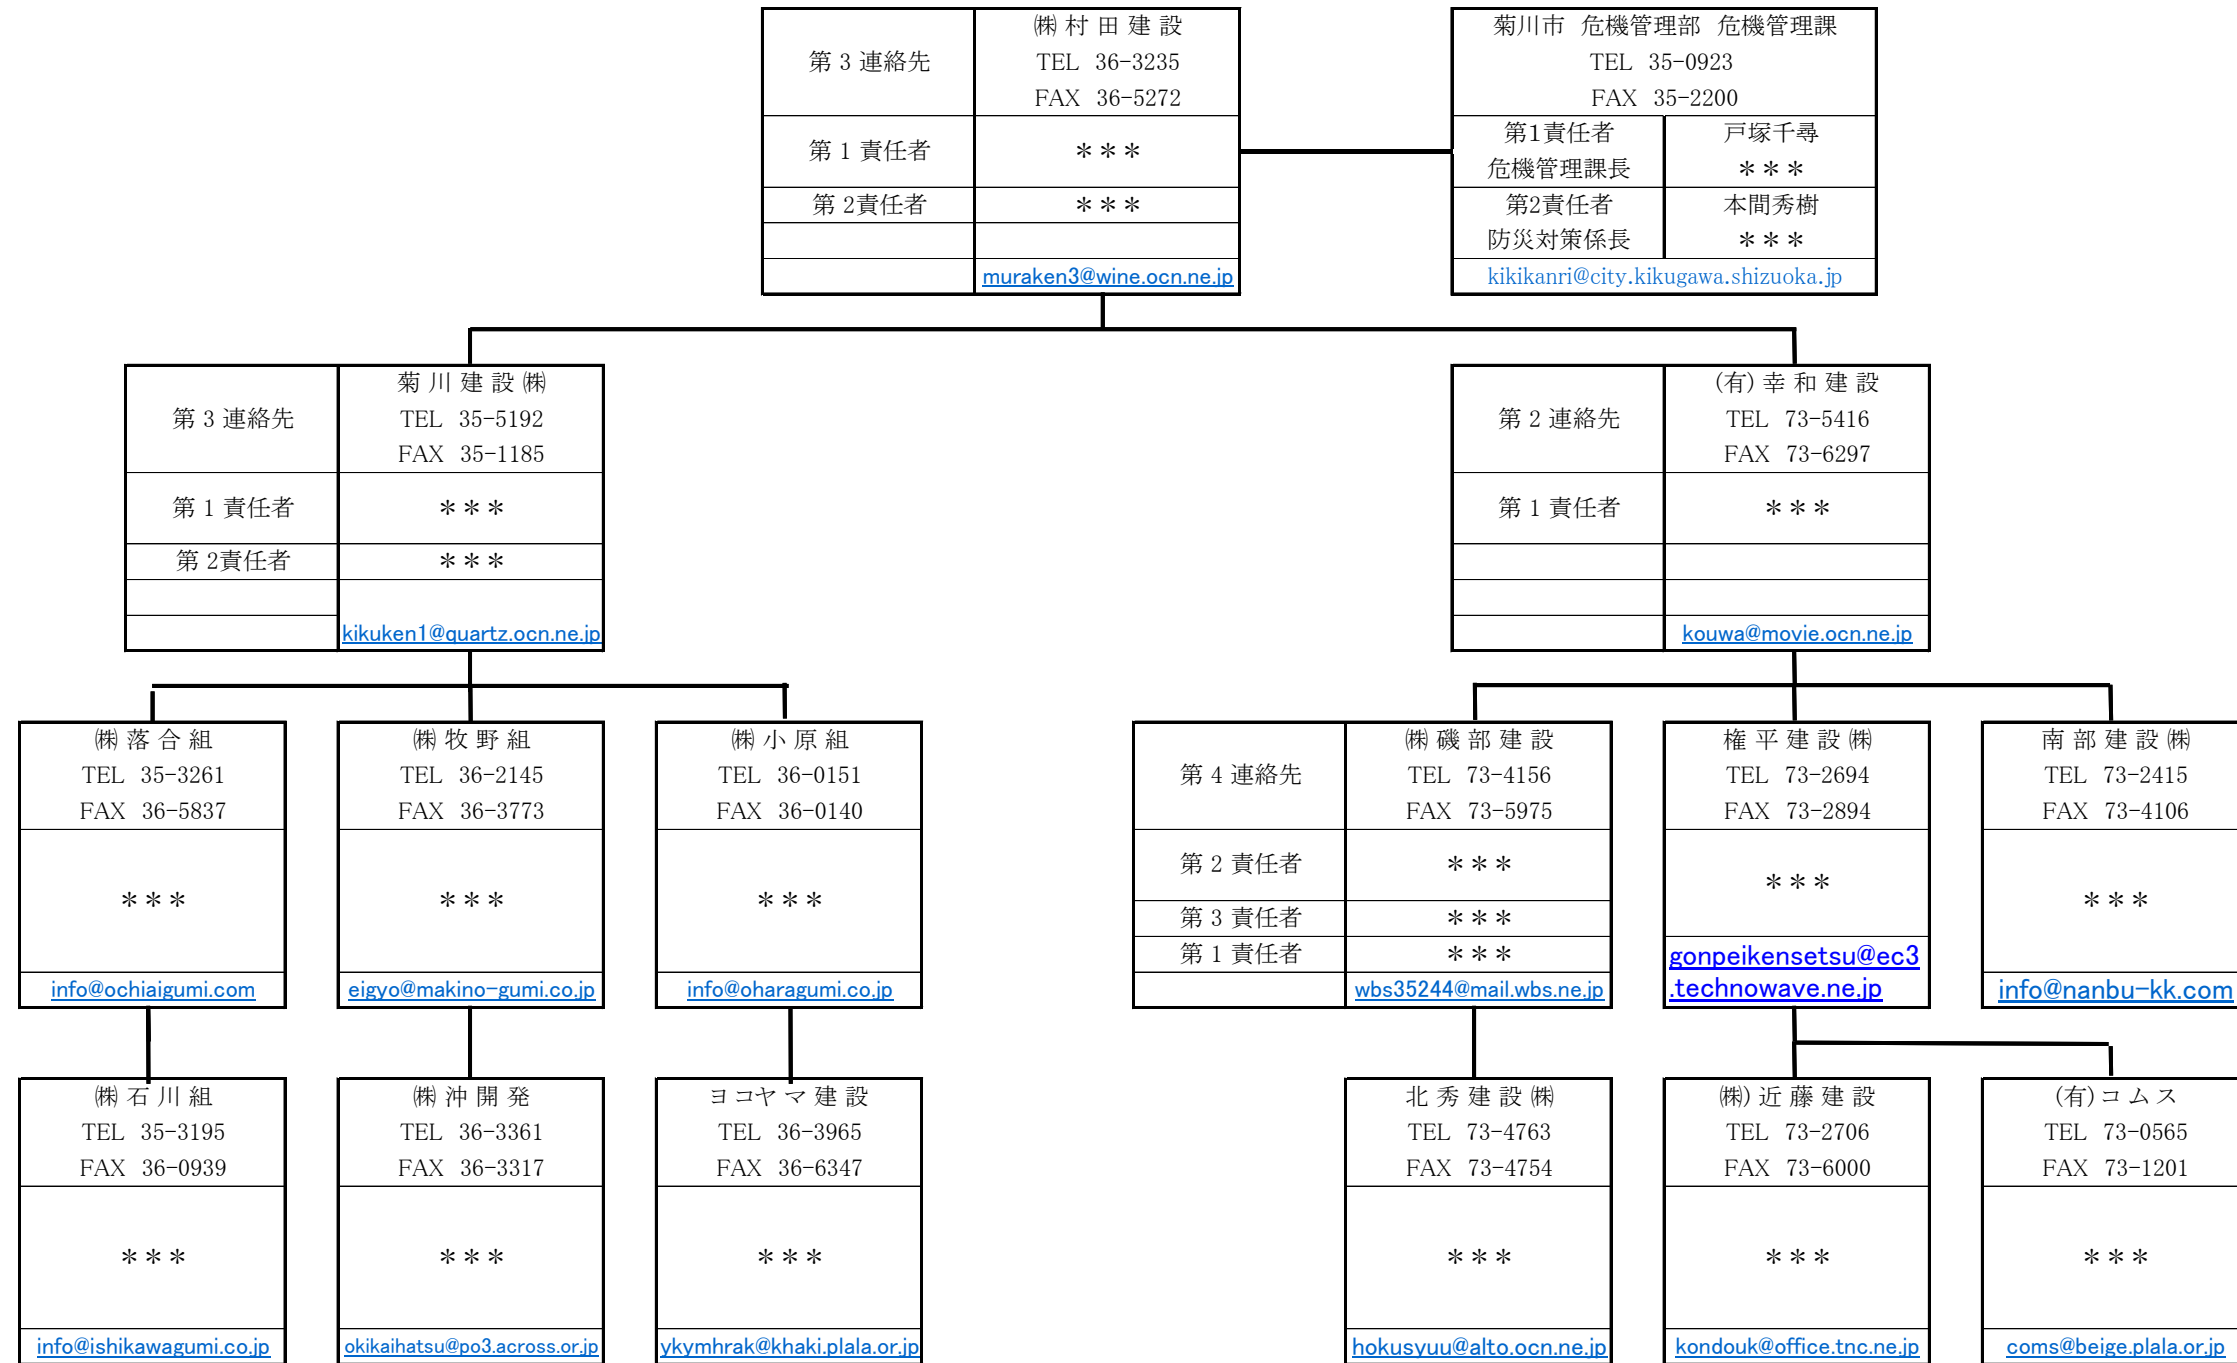 第 3 連絡先
㈱ 村 田 建 設
TEL 36-3235
FAX 36-5272
第 1 責任者
＊＊＊
第 2責任者
＊＊＊
muraken3@wine.ocn.ne.jp
菊川市 危機管理部 危機管理課
TEL 35-0923
FAX 35-2200
第1責任者
危機管理課長
戸塚千尋
＊＊＊
第2責任者
防災対策係長
本間秀樹
＊＊＊
kikikanri@city.kikugawa.shizuoka.jp
第 3 連絡先
菊 川 建 設 ㈱
TEL 35-5192
FAX 35-1185
第 1 責任者
＊＊＊
第 2責任者
＊＊＊
kikuken1@quartz.ocn.ne.jp
第 2 連絡先
(有) 幸 和 建 設
TEL 73-5416
FAX 73-6297
第 1 責任者
＊＊＊
kouwa@movie.ocn.ne.jp
㈱ 落 合 組
TEL 35-3261
FAX 36-5837
＊＊＊
info@ochiaigumi.com
㈱ 牧 野 組
TEL 36-2145
FAX 36-3773
＊＊＊
eigyo@makino-gumi.co.jp
㈱ 小 原 組
TEL 36-0151
FAX 36-0140
＊＊＊
info@oharagumi.co.jp
第 4 連絡先
㈱ 磯 部 建 設
TEL 73-4156
FAX 73-5975
第 2 責任者
＊＊＊
第 3 責任者
＊＊＊
第 1 責任者
＊＊＊
wbs35244@mail.wbs.ne.jp
権 平 建 設 ㈱
TEL 73-2694
FAX 73-2894
＊＊＊
gonpeikensetsu@ec3
.technowave.ne.jp
南 部 建 設 ㈱
TEL 73-2415
FAX 73-4106
＊＊＊
info@nanbu-kk.com
㈱ 石 川 組
TEL 35-3195
FAX 36-0939
＊＊＊
info@ishikawagumi.co.jp
㈱ 沖 開 発
TEL 36-3361
FAX 36-3317
＊＊＊
okikaihatsu@po3.across.or.jp
ヨコヤマ建設
TEL 36-3965
FAX 36-6347
＊＊＊
ykymhrak@khaki.plala.or.jp
北 秀 建 設 ㈱
TEL 73-4763
FAX 73-4754
＊＊＊
hokusyuu@alto.ocn.ne.jp
㈱) 近 藤 建 設
TEL 73-2706
FAX 73-6000
＊＊＊
kondouk@office.tnc.ne.jp
(有)コムス
TEL 73-0565
FAX 73-1201
＊＊＊
coms@beige.plala.or.jp